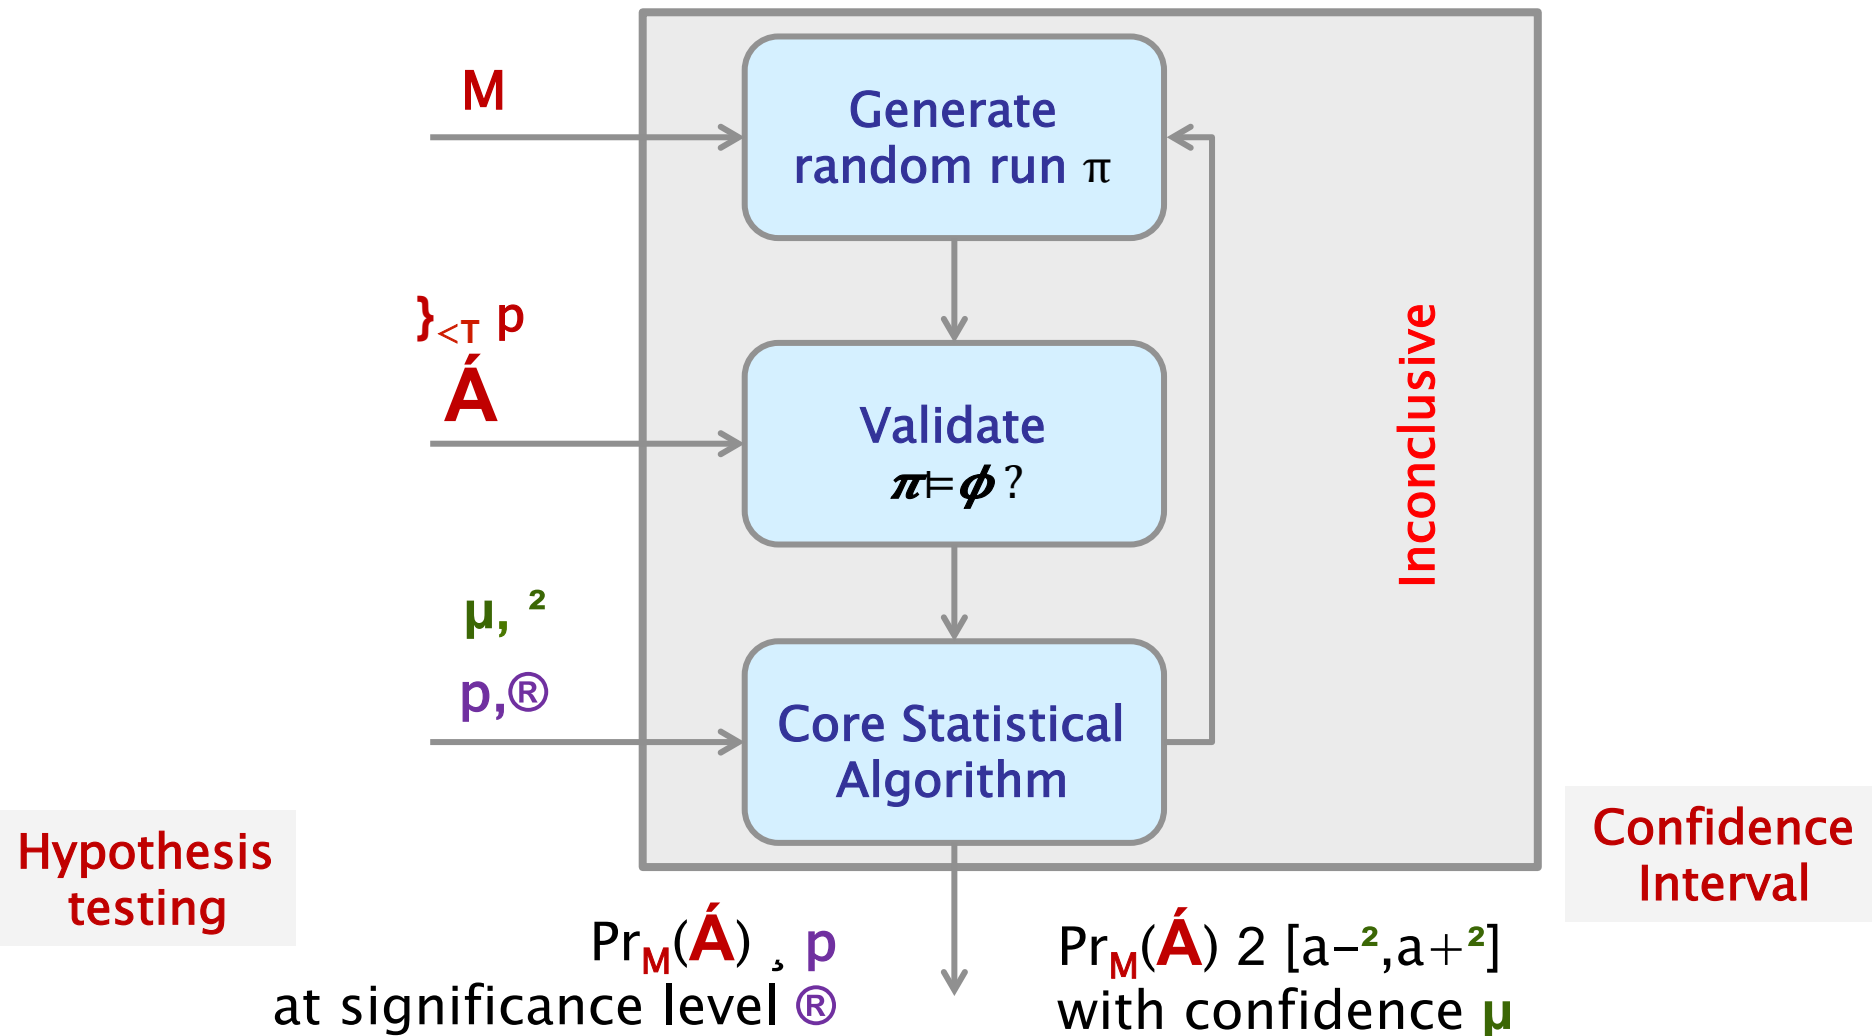 M
Generate
random run π
}<T p
Á
Validate
𝝅⊨𝝓 ?
Inconclusive
µ, ²
p,®
Core Statistical
Algorithm
Hypothesis
testing
Confidence
Interval
PrM(Á) ¸ p
at significance level ®
PrM(Á) 2 [a–²,a+²]
with confidence µ